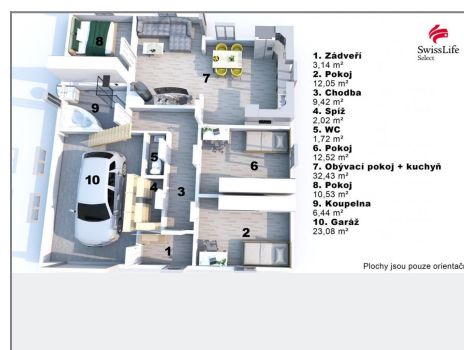 SwissLife
Select
1. Zádveří
3,14 m²
2. Pokoj
12,05 m²
3. Chodba
9,42 m²
4. Spíž
2,02 m²
5. WC
1,72 m²
6. Pokoj
12,52 m²
7. Obývací pokoj + kuchyň
32,43 m²
8. Pokoj
10,53 m²
9. Koupelna
6,44 m²
10. Garáž
23,08 m²
Plochy jsou pouze orientač
8
7
9
10
5
4
3
6
2
1